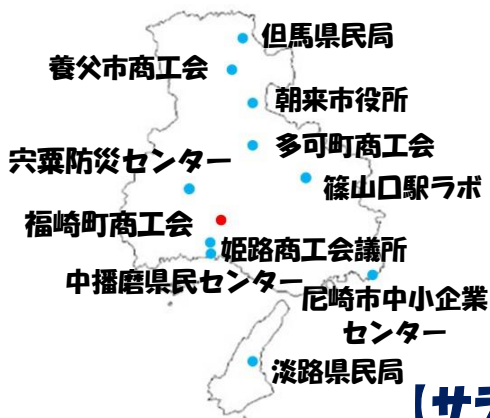 但馬県民局
養父市商工会
朝来市役所
多可町商工会
宍粟防災センター
篠山口駅ラボ
福崎町商工会
姫路商工会議所
中播磨県民センター
尼崎市中小企業
センター
淡路県民局
【サラ